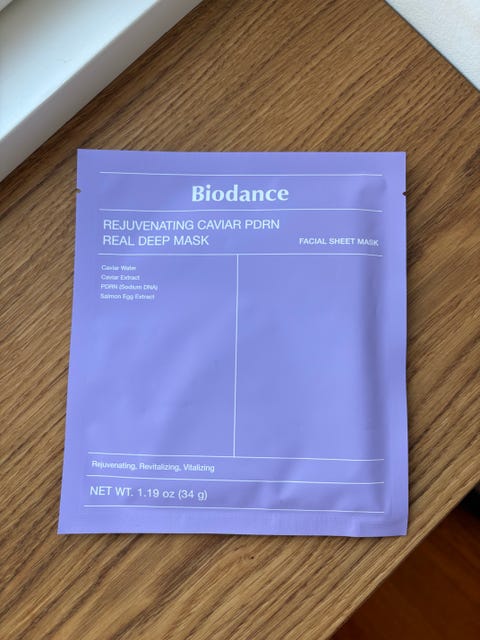 Biodance
REJUVENATING CAVIAR PDRN
REAL DEEP MASK
FACIAL SHEET MASK
Caviar Water
Caviar Extract
PDRN (Sodium DNA)
Salmon Egg Extract
Rejuvenating, Revitalizing, Vitalizing
NET WT. 1.19 oz (34 g)